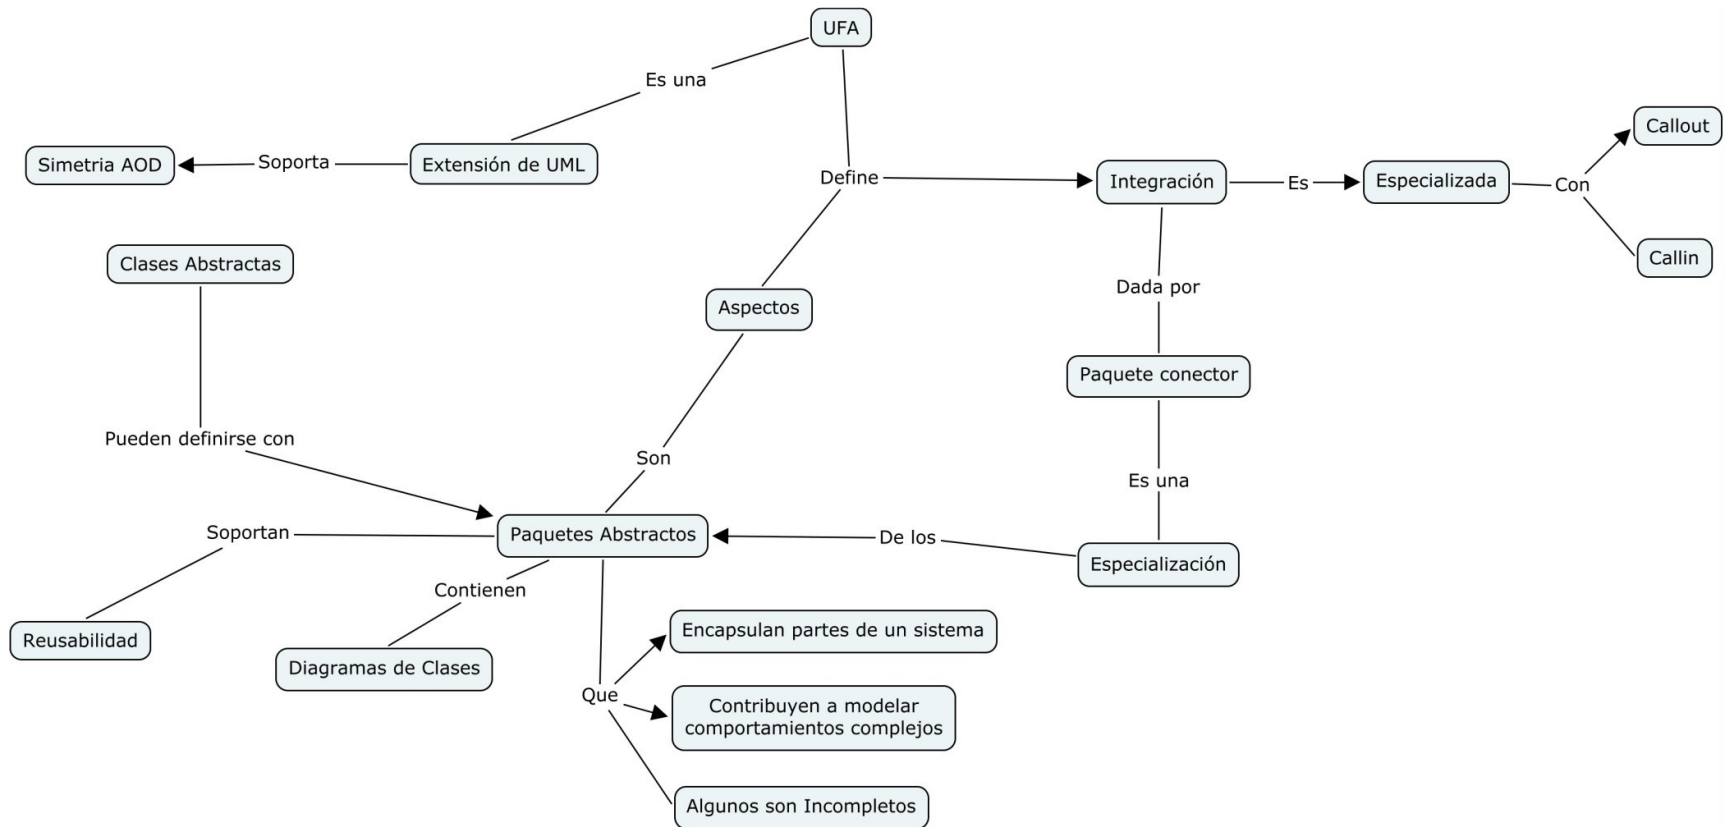 UFA
Es una
Callout
Simetria AOD
Soporta
Extensión de UML
Define
Integración
Es
Especializada
Con
Clases Abstractas
Callin
Dada por
Aspectos
Paquete conector
Pueden definirse con
Son
Es una
Soportan
Paquetes Abstractos
De los
Especialización
Contienen
Reusabilidad
Encapsulan partes de un sistema
Diagramas de Clases
Que
Contribuyen a modelar
comportamientos complejos
Algunos son Incompletos